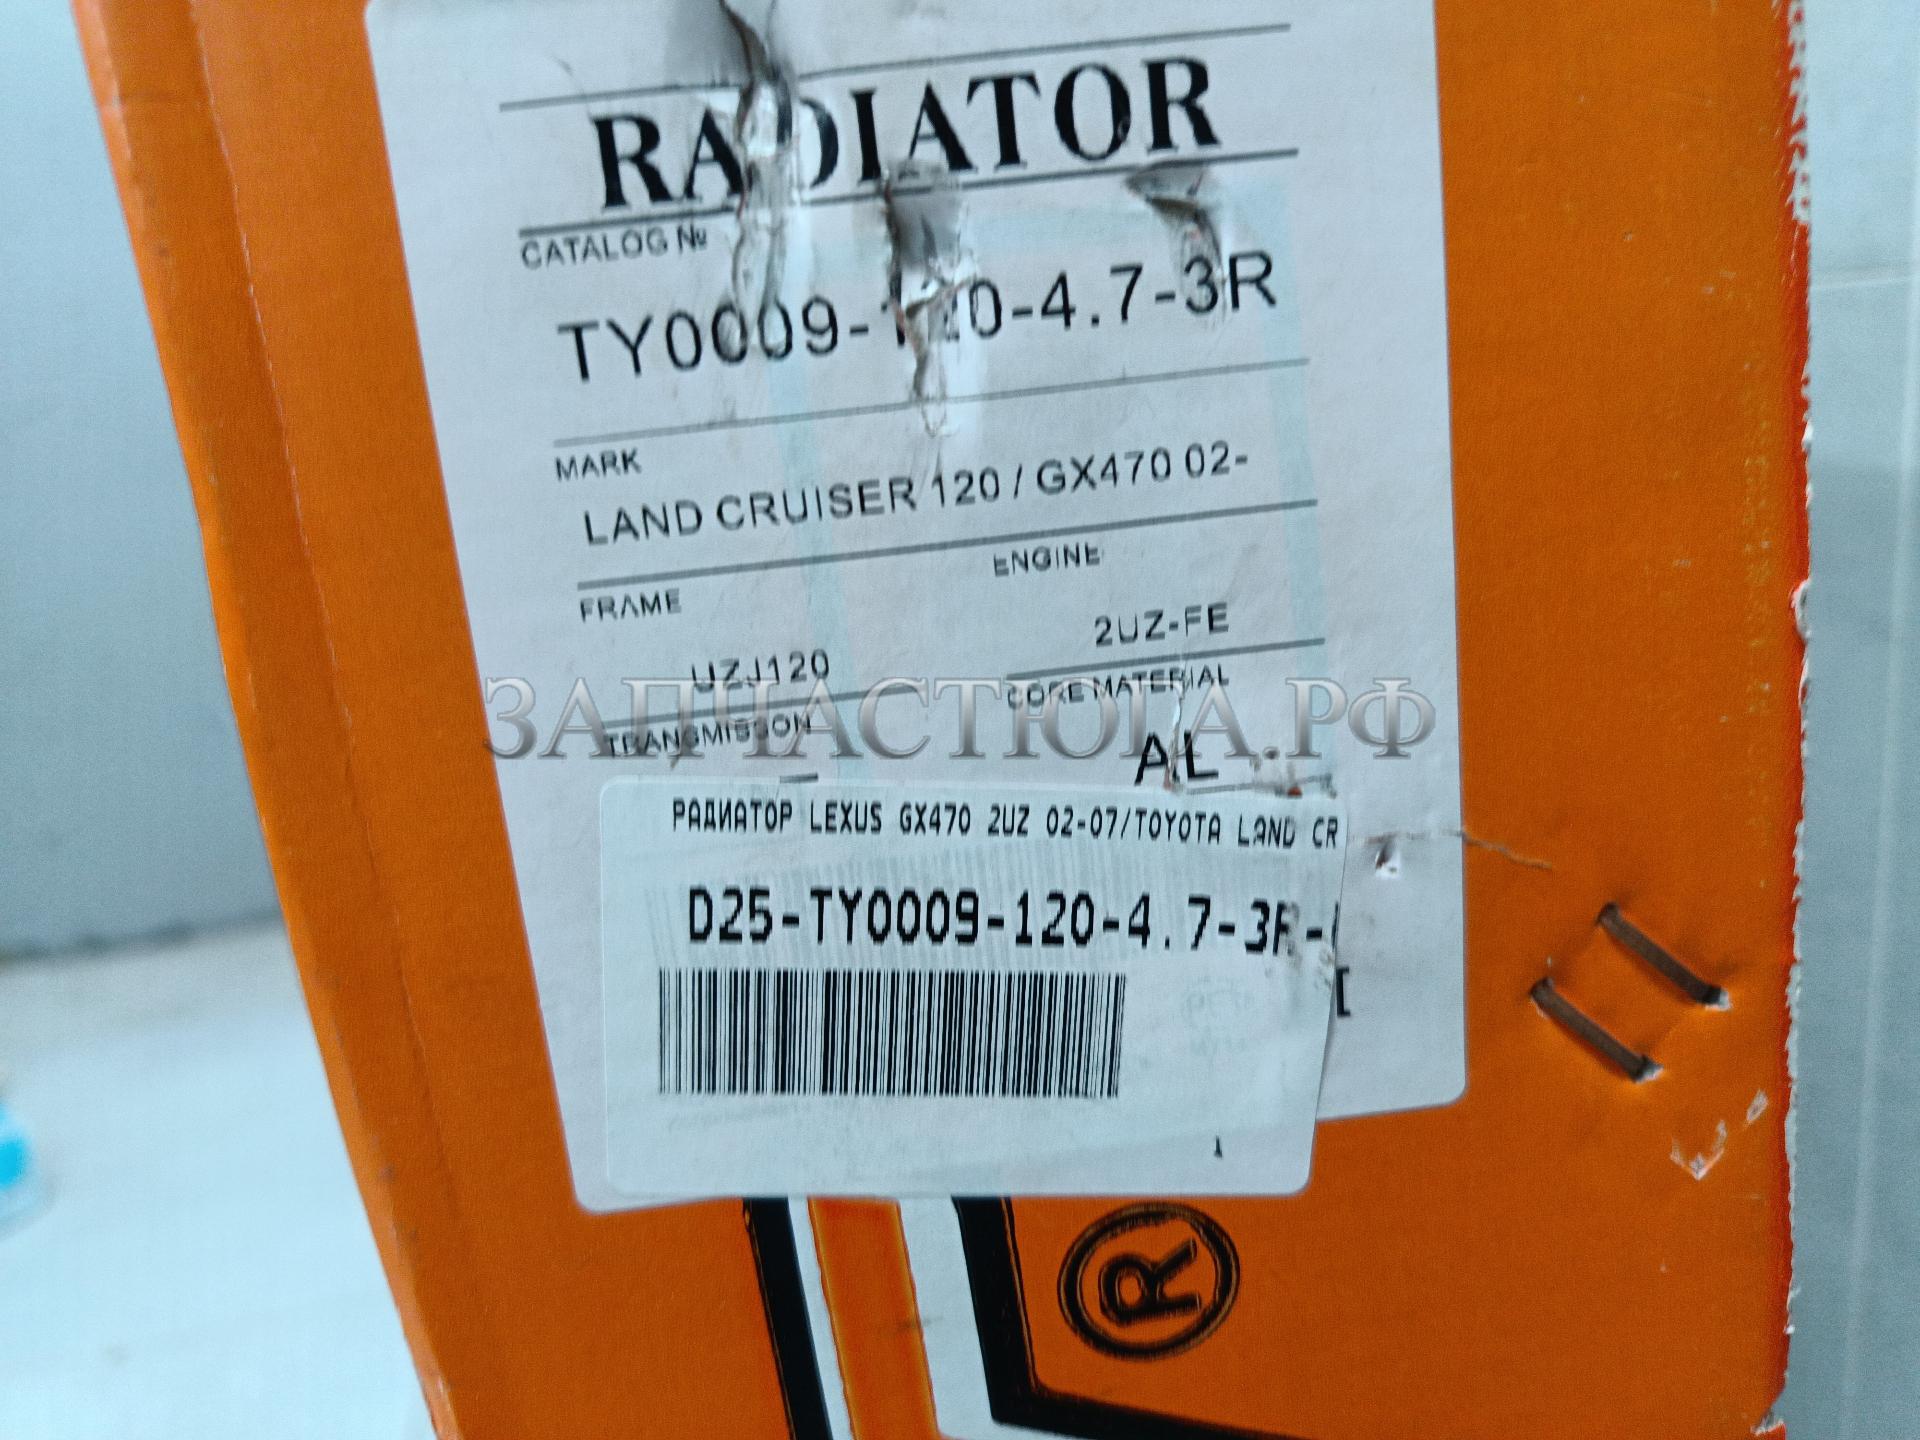 RADIATOR
CATALOG №
TY0009-120-4.7-3R
MARK
LAND CRUISER 120 / GX470 02-
FRAME
ENGINE
UZJ120
2UZ-FE
TRANSMISSON
CORE MATERIAL
ЗАПЧАСТЮГА.РФ
-
AL
РАДИАТОР LEXUS GX470 2UZ 02-07/TOYOTA LAND CR
D25-TY0009-120-4.7-3R-
1
®